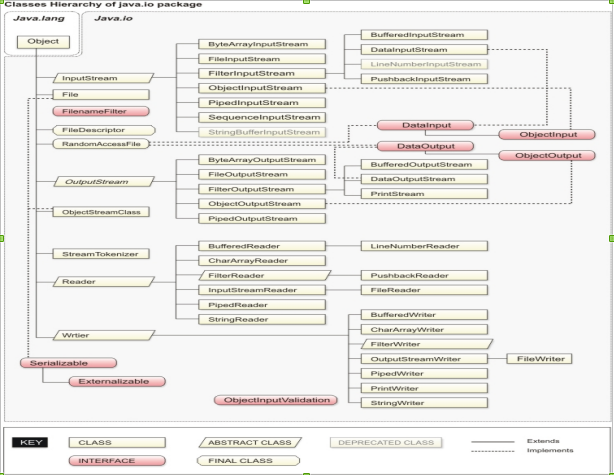 Classes Hierarchy of java.io package
Java.lang Java.io
Object
BufferedInputStream
ByteArrayInputStream DataInputStream
FileInputStream LineNumberInputStream
InputStream FilterInputStream PushbackInputStream
File ObjectInputStream
FilenameFilter PipedInputStream
SequenceInputStream DataInput
FileDescriptor StringBufferInputStream ObjectInput
RandomAccessFile DataOutput
ObjectOutput
ByteArrayOutputStream BufferedOutputStream
FileOutputStream DataOutputStream
OutputStream FilterOutputStream PrintStream
ObjectStreamClass ObjectOutputStream
PipedOutputStream
StreamTokenizer BufferedReader LineNumberReader
CharArrayReader
Reader FilterReader PushbackReader
InputStreamReader FileReader
PipedReader
StringReader BufferedWriter
CharArrayWriter
Wrtier FilterWriter
Serializable OutputStreamWriter FileWriter
Externalizable PipedWriter
PrintWriter
ObjectInputValidation StringWriter
KEY CLASS ABSTRACT CLASS DEPRECATED CLASS Extends
Implements
INTERFACE FINAL CLASS